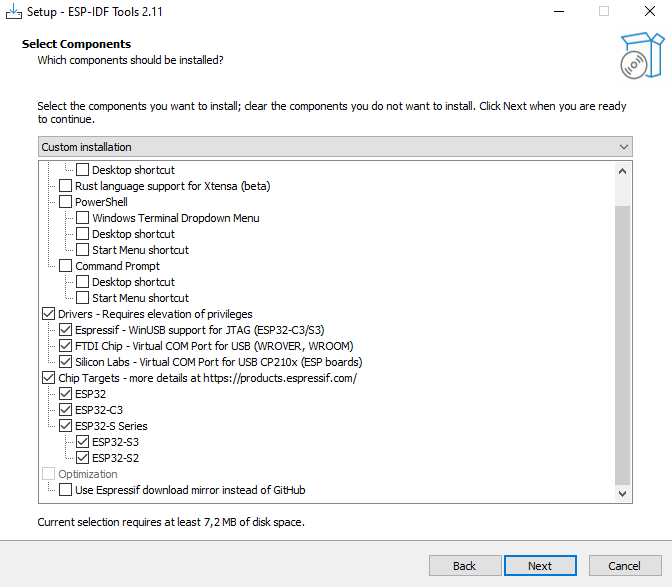 Setup - ESP-IDF Tools 2.11
Select Components
Which components should be installed?
Select the components you want to install; clear the components you do not want to install. Click Next when you are ready
to continue.
Custom installation
Desktop shortcut
Rust language support for Xtensa (beta)
PowerShell
Windows Terminal Dropdown Menu
Desktop shortcut
Start Menu shortcut
Command Prompt
Desktop shortcut
Start Menu shortcut
Drivers - Requires elevation of privileges
Espressif - WinUSB support for JTAG (ESP32-C3/S3)
FTDI Chip - Virtual COM Port for USB (WROVER, WROOM)
Silicon Labs - Virtual COM Port for USB CP210x (ESP boards)
Chip Targets - more details at https://products.espressif.com/
ESP32
ESP32-C3
ESP32-S Series
ESP32-S3
ESP32-S2
Optimization
Use Espressif download mirror instead of GitHub
Current selection requires at least 7,2 MB of disk space.
Back
Next
Cancel